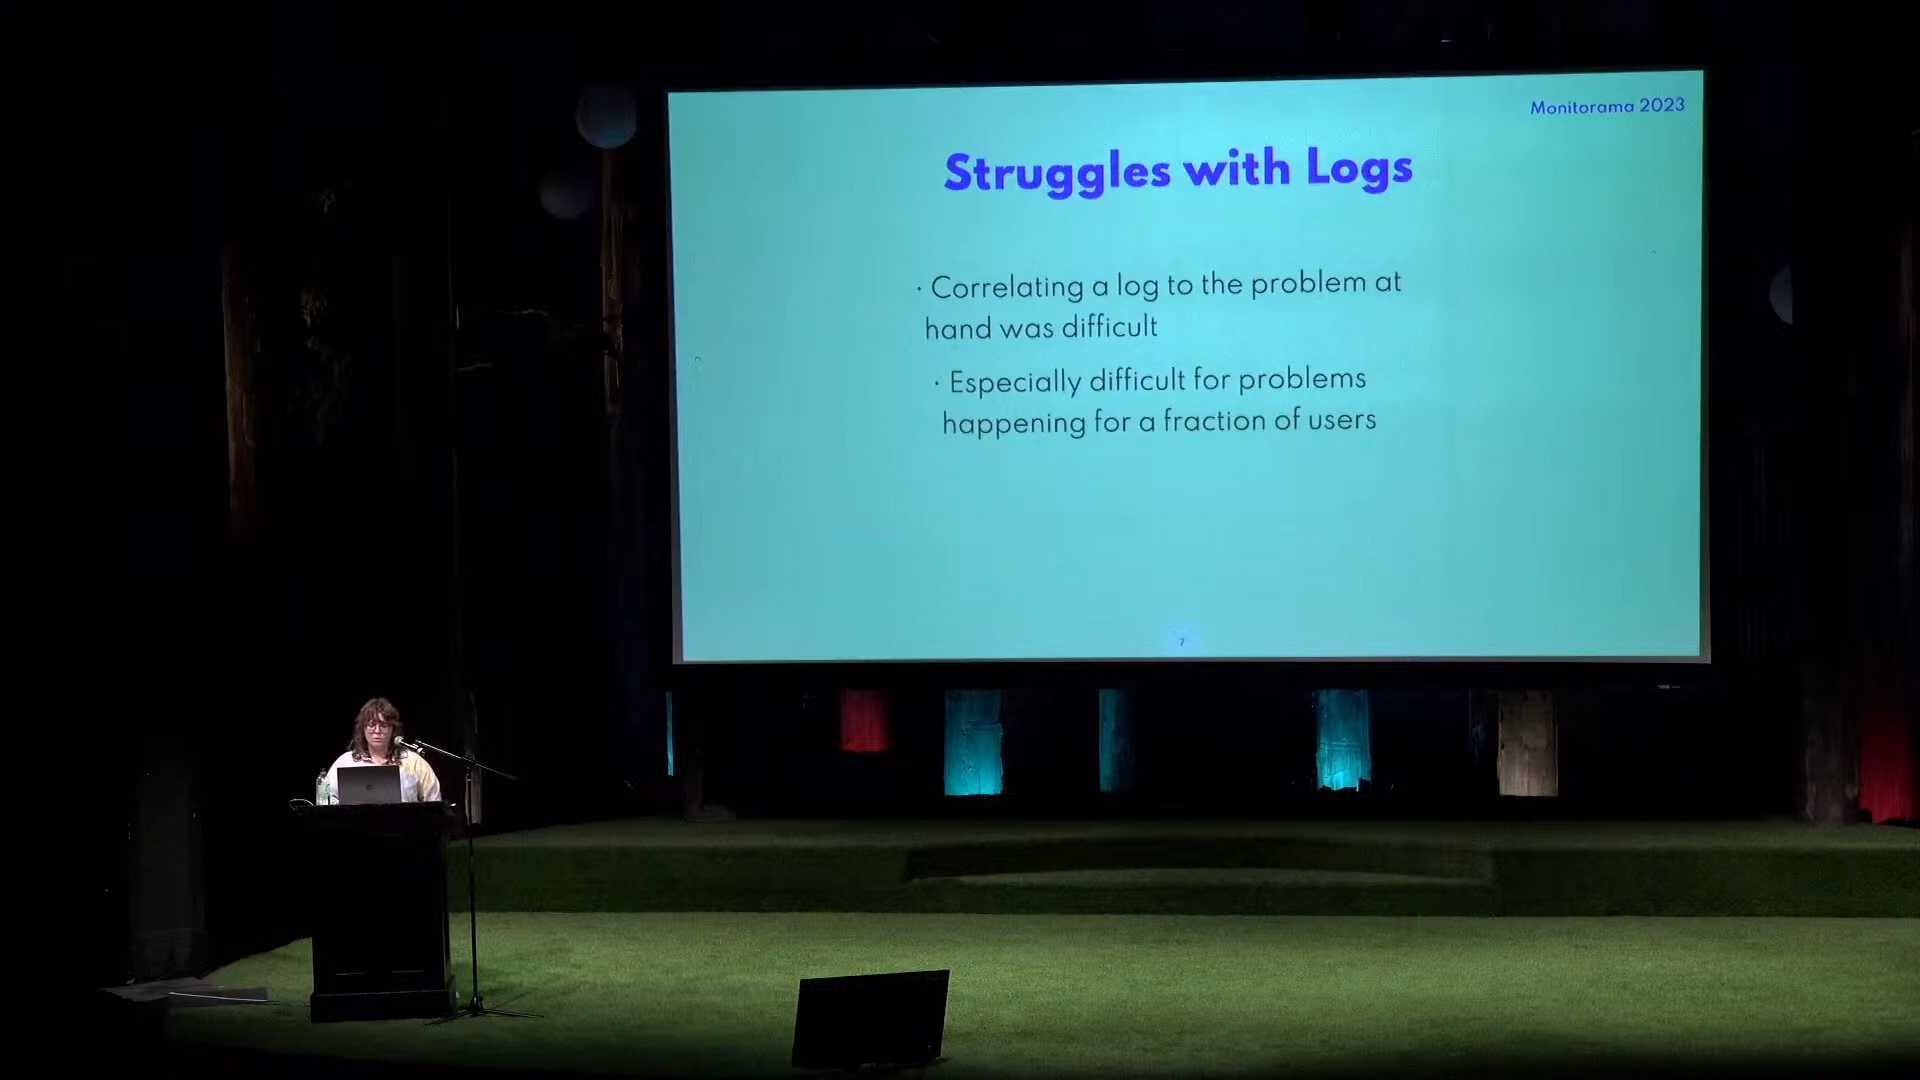 Monitorama 2023
Struggles with Logs
· Correlating a log to the problem at
hand was difficult
· Especially difficult for problems
happening for a fraction of users
7